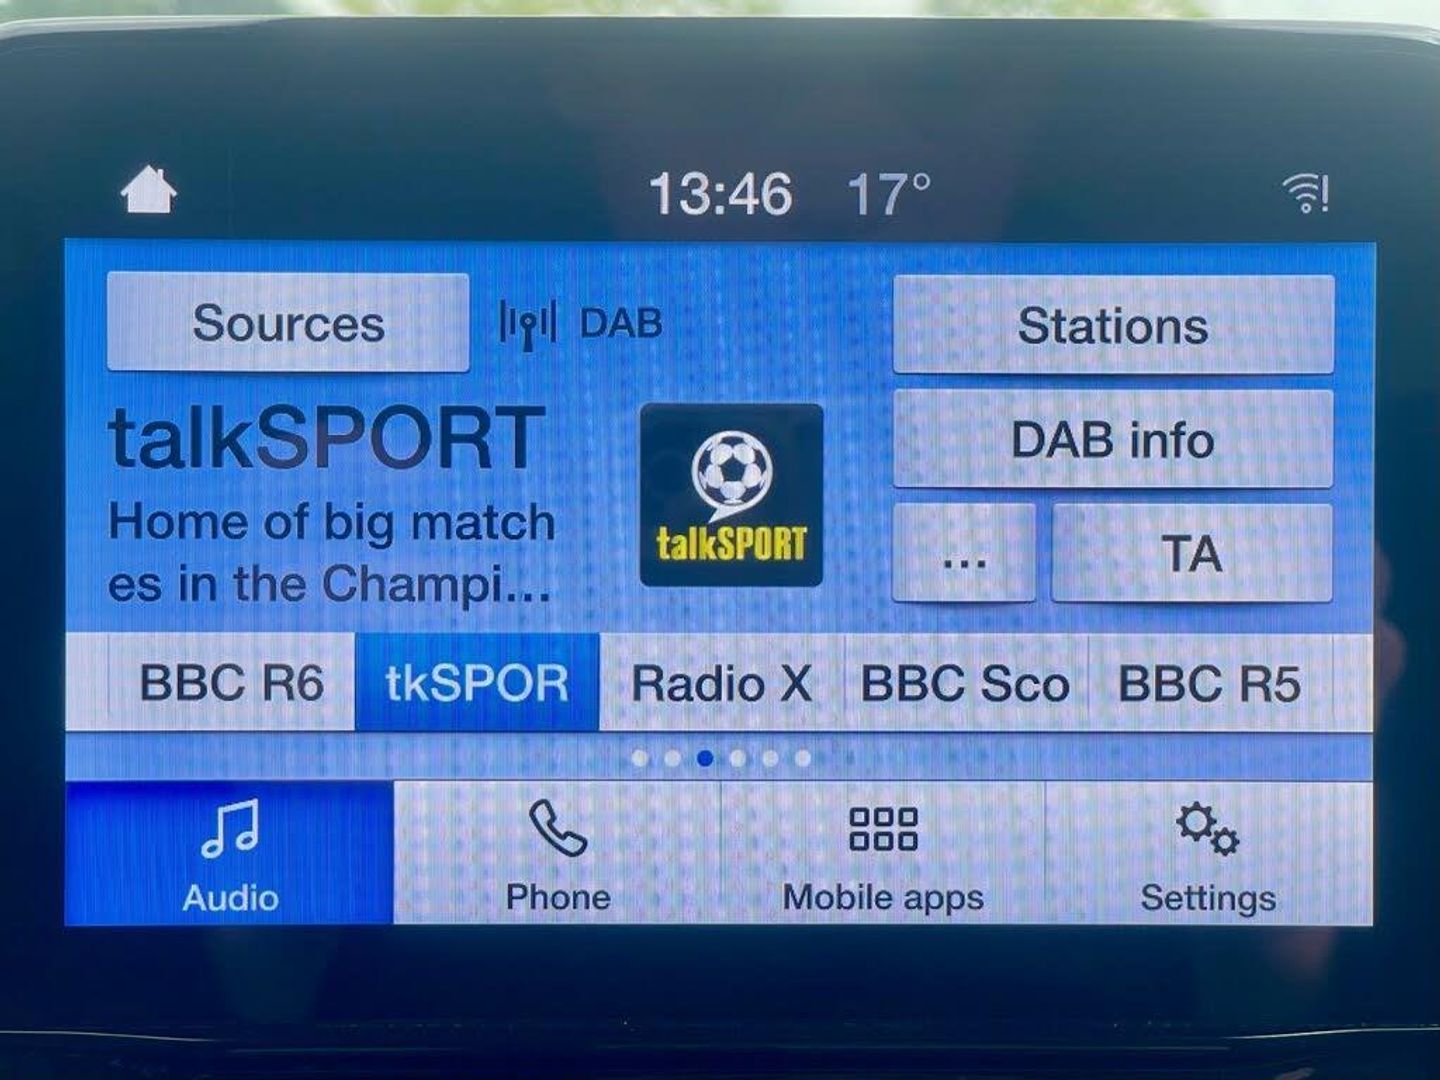 13:46 17°
Sources
DAB
Stations
talkSPORT
Home of big match
es in the Champi...
talkSPORT
DAB info
...
TA
BBC R6
tkSPOR
Radio X
BBC Sco
BBC R5
Audio
Phone
Mobile apps
Settings